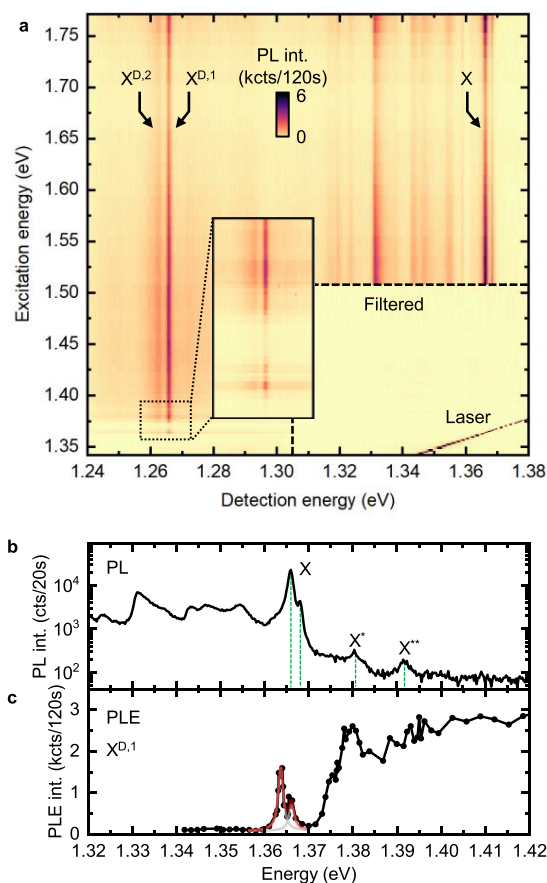 a
PL int.
(kcts/120s)
6
0
X^D,2
X^D,1
X
1.75
1.70
1.65
1.60
1.55
1.50
1.45
1.40
1.35
Excitation energy (eV)
Filtered
Laser
1.24 1.26 1.28 1.30 1.32 1.34 1.36 1.38
Detection energy (eV)
b
PL
X
X*
X**
10^4
10^3
10^2
PL int. (cts/20s)
c
PLE
X^D,1
3
2
1
0
PLE int. (kcts/120s)
1.32 1.33 1.34 1.35 1.36 1.37 1.38 1.39 1.40 1.41 1.42
Energy (eV)